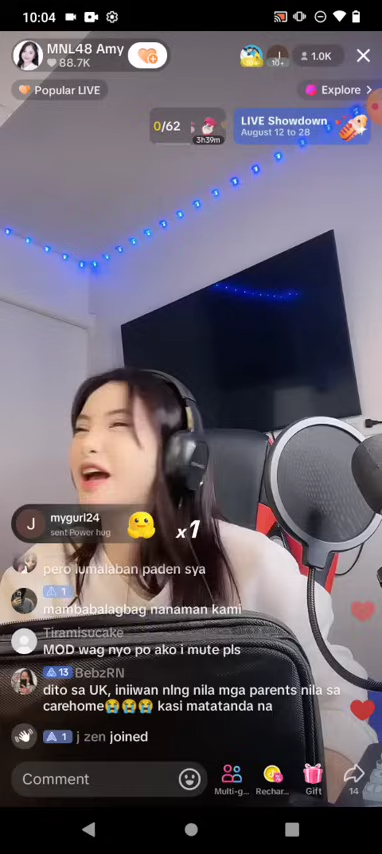 10:04
MNL48 Amy
88.7K
10+
1.0K
Popular LIVE
Explore
0/62
3h39m
LIVE Showdown
August 12 to 28
J
mygurl24
sent Power hug
x1
pero lumalaban paden sya
1
mambabalagbag nanaman kami
Tiramisucake
MOD wag nyo po ako i mute pls
13 BebzRN
dito sa UK, iniiwan nlng nila mga parents nila sa
carehome😭😭😭 kasi matatanda na
1 j zen joined
Comment
Multi-g...
Rechar...
Gift
14